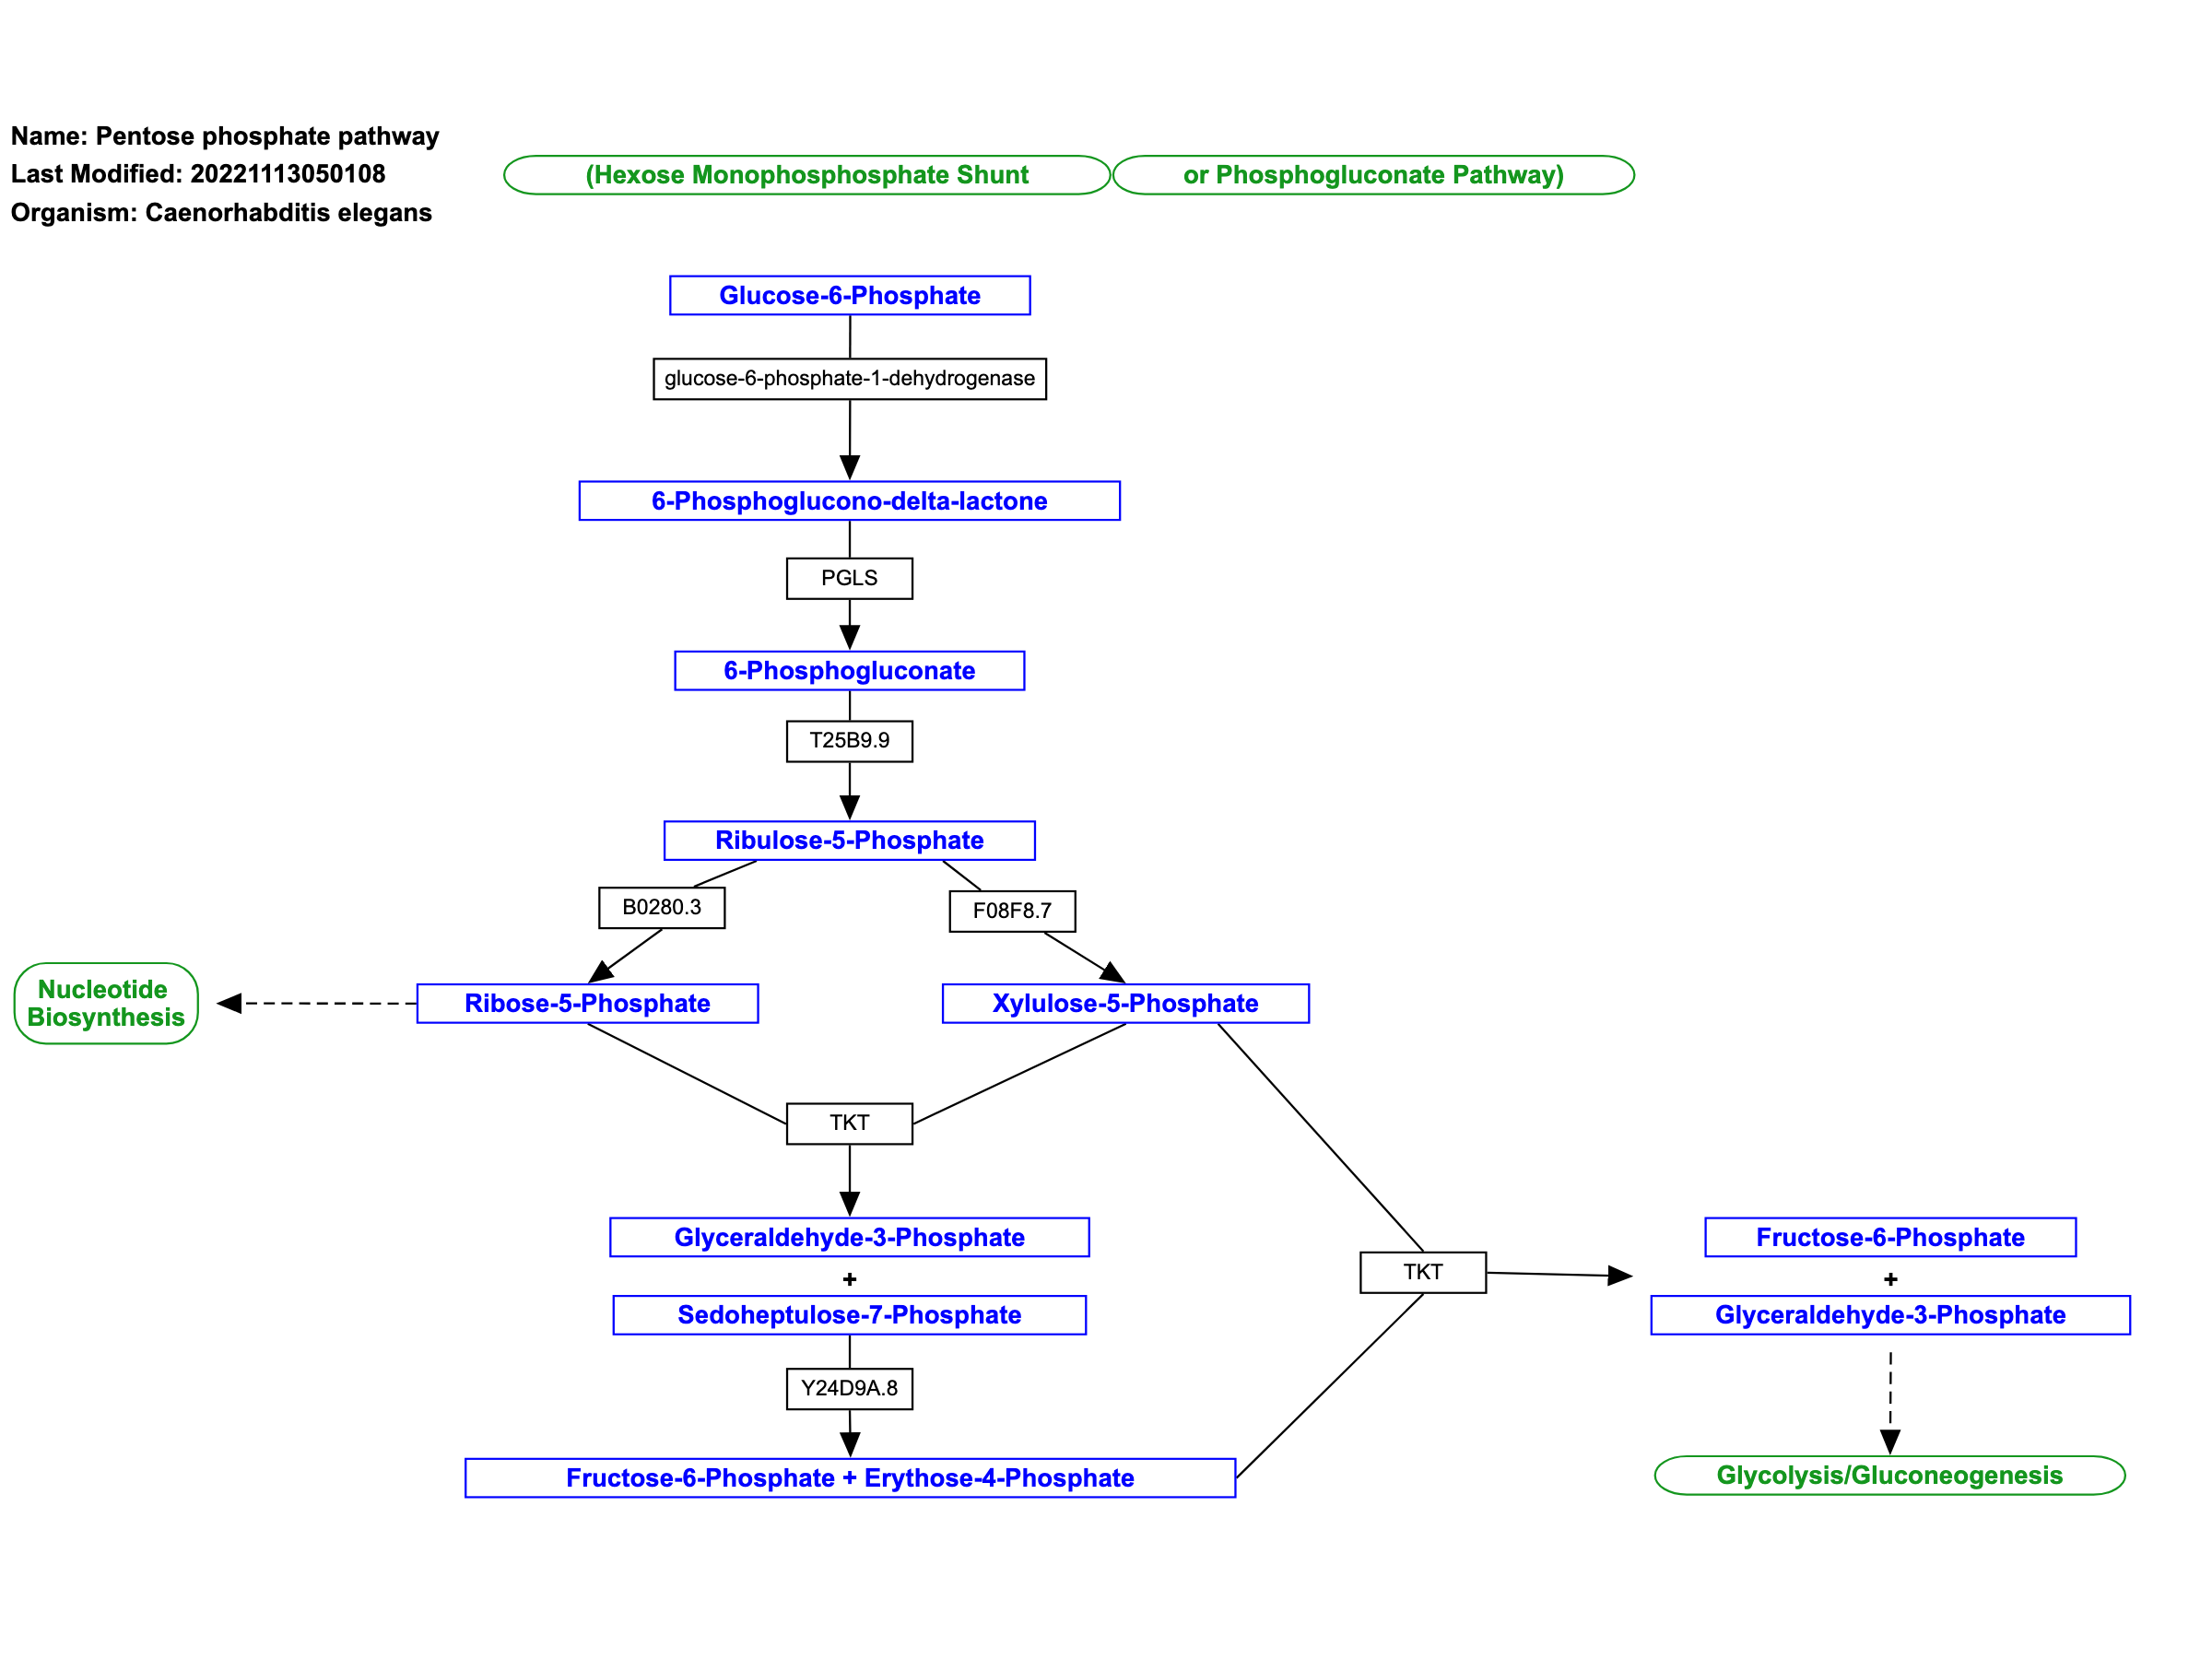 Name: Pentose phosphate pathway
Last Modified: 20221113050108
Organism: Caenorhabditis elegans
(Hexose Monophosphosphate Shunt
or Phosphogluconate Pathway)
Glucose-6-Phosphate
glucose-6-phosphate-1-dehydrogenase
6-Phosphoglucono-delta-lactone
PGLS
6-Phosphogluconate
T25B9.9
Ribulose-5-Phosphate
B0280.3
F08F8.7
Nucleotide
Biosynthesis
Ribose-5-Phosphate
Xylulose-5-Phosphate
TKT
Glyceraldehyde-3-Phosphate
+
Sedoheptulose-7-Phosphate
TKT
Fructose-6-Phosphate
+
Glyceraldehyde-3-Phosphate
Y24D9A.8
Fructose-6-Phosphate + Erythose-4-Phosphate
Glycolysis/Gluconeogenesis